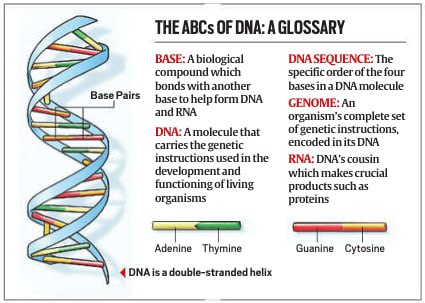 THE ABCs OF DNA: A GLOSSARY
Base Pairs
BASE: A biological
compound which
bonds with another
base to help form DNA
and RNA
DNA: A molecule that
carries the genetic
instructions used in the
development and
functioning of living
organisms
DNA SEQUENCE: The
specific order of the four
bases in a DNA molecule
GENOME: An
organism's complete set
of genetic instructions,
encoded in its DNA
RNA: DNA's cousin
which makes crucial
products such as
proteins
Adenine Thymine
Guanine Cytosine
DNA is a double-stranded helix